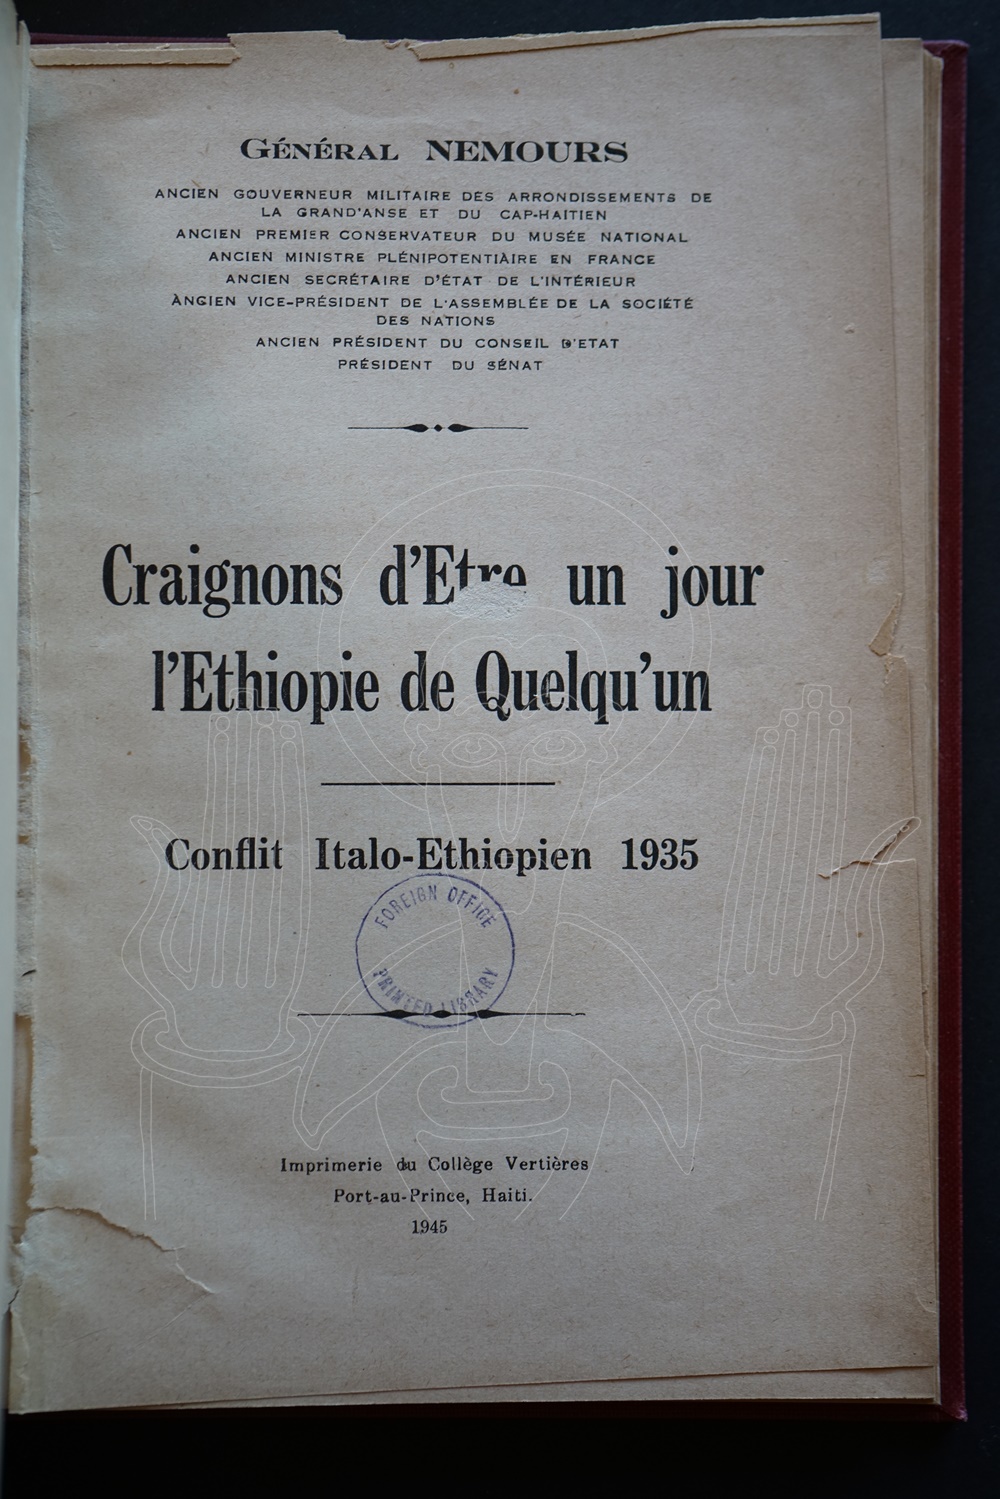 GÉNÉRAL NEMOURS
ANCIEN GOUVERNEUR MILITAIRE DES ARRONDISSEMENTS DE
LA GRAND'ANSE ET DU CAP-HAITIEN
ANCIEN PREMIER CONSERVATEUR DU MUSÉE NATIONAL
ANCIEN MINISTRE PLÉNIPOTENTIAIRE EN FRANCE
ANCIEN SECRÉTAIRE D'ÉTAT DE L'INTÉRIEUR
ANCIEN VICE-PRÉSIDENT DE L'ASSEMBLÉE DE LA SOCIÉTÉ
DES NATIONS
ANCIEN PRÉSIDENT DU CONSEIL D'ETAT
PRÉSIDENT DU SÉNAT
Craignons d'Etre un jour
l'Ethiopie de Quelqu'un
Conflit Italo-Ethiopien 1935
FOREIGN OFFICE
PRINTED LIBRARY
Imprimerie du Collège Vertières
Port-au-Prince, Haiti.
1945